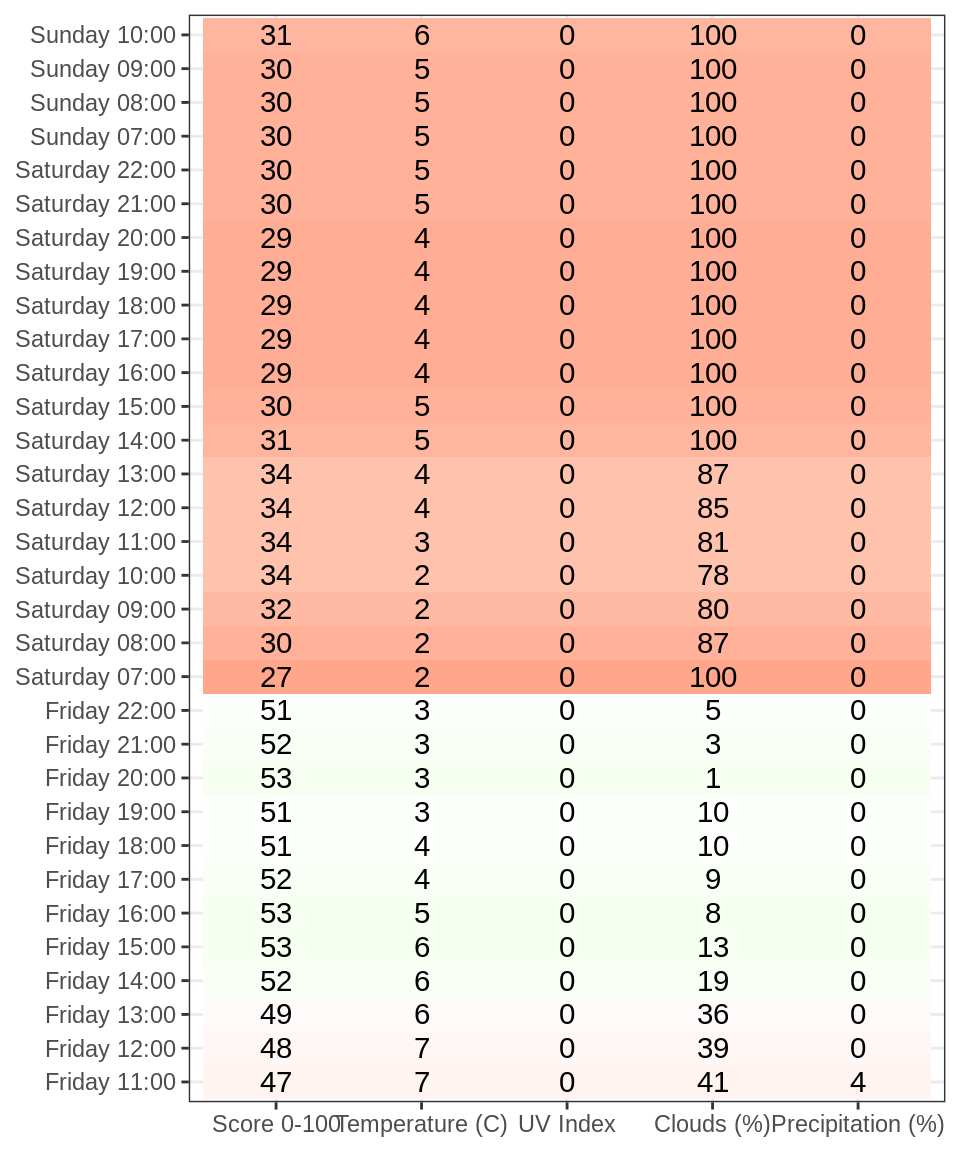 Sunday 10:00 31 6 0 100 0
Sunday 09:00 30 5 0 100 0
Sunday 08:00 30 5 0 100 0
Sunday 07:00 30 5 0 100 0
Saturday 22:00 30 5 0 100 0
Saturday 21:00 30 5 0 100 0
Saturday 20:00 29 4 0 100 0
Saturday 19:00 29 4 0 100 0
Saturday 18:00 29 4 0 100 0
Saturday 17:00 29 4 0 100 0
Saturday 16:00 29 4 0 100 0
Saturday 15:00 30 5 0 100 0
Saturday 14:00 31 5 0 100 0
Saturday 13:00 34 4 0 87 0
Saturday 12:00 34 4 0 85 0
Saturday 11:00 34 3 0 81 0
Saturday 10:00 34 2 0 78 0
Saturday 09:00 32 2 0 80 0
Saturday 08:00 30 2 0 87 0
Saturday 07:00 27 2 0 100 0
Friday 22:00 51 3 0 5 0
Friday 21:00 52 3 0 3 0
Friday 20:00 53 3 0 1 0
Friday 19:00 51 3 0 10 0
Friday 18:00 51 4 0 10 0
Friday 17:00 52 4 0 9 0
Friday 16:00 53 5 0 8 0
Friday 15:00 53 6 0 13 0
Friday 14:00 52 6 0 19 0
Friday 13:00 49 6 0 36 0
Friday 12:00 48 7 0 39 0
Friday 11:00 47 7 0 41 4
Score 0-100 Temperature (C) UV Index Clouds (%) Precipitation (%)